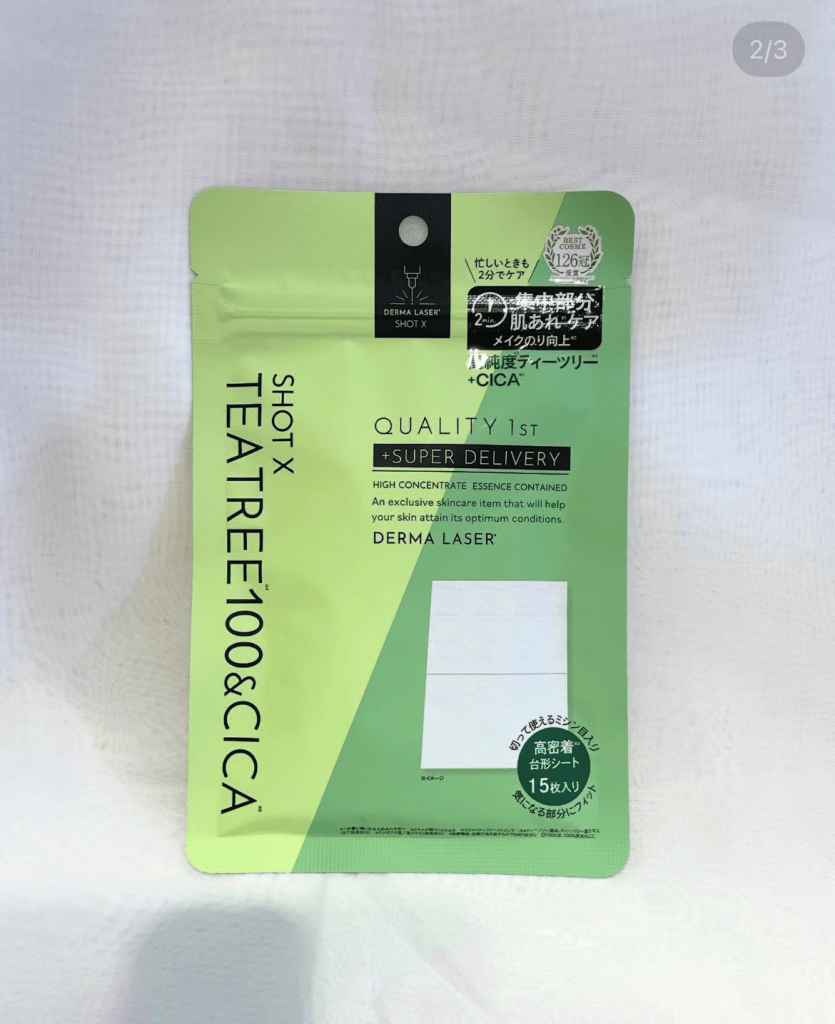 2/3
DERMA LASER®
SHOT X
忙しいときも
2分でケア
BEST
COSME
126冠
受賞
2min.
集中部分
肌あれケア
メイクのり向上
純度ティーツリー
+CICA
SHOT X
TEATREE100&CICA
QUALITY 1ST
+SUPER DELIVERY
HIGH CONCENTRATE ESSENCE CONTAINED
An exclusive skincare item that will help
your skin attain its optimum conditions.
DERMA LASER®
切って使えるミシン目入り
高密着
台形シート
15枚入り
気になる部分にフィット
※イメージ